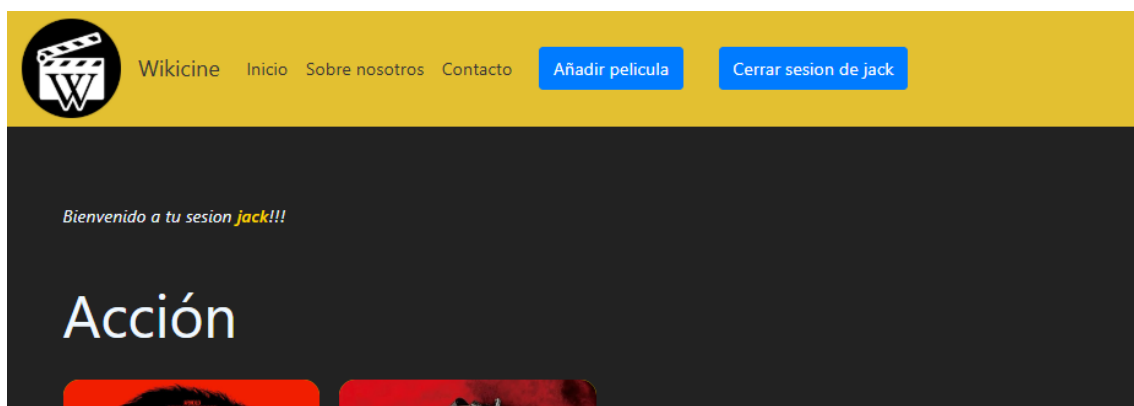 W
Wikicine Inicio Sobre nosotros Contacto Añadir pelicula Cerrar sesion de jack
Bienvenido a tu sesion jack!!!
Acción